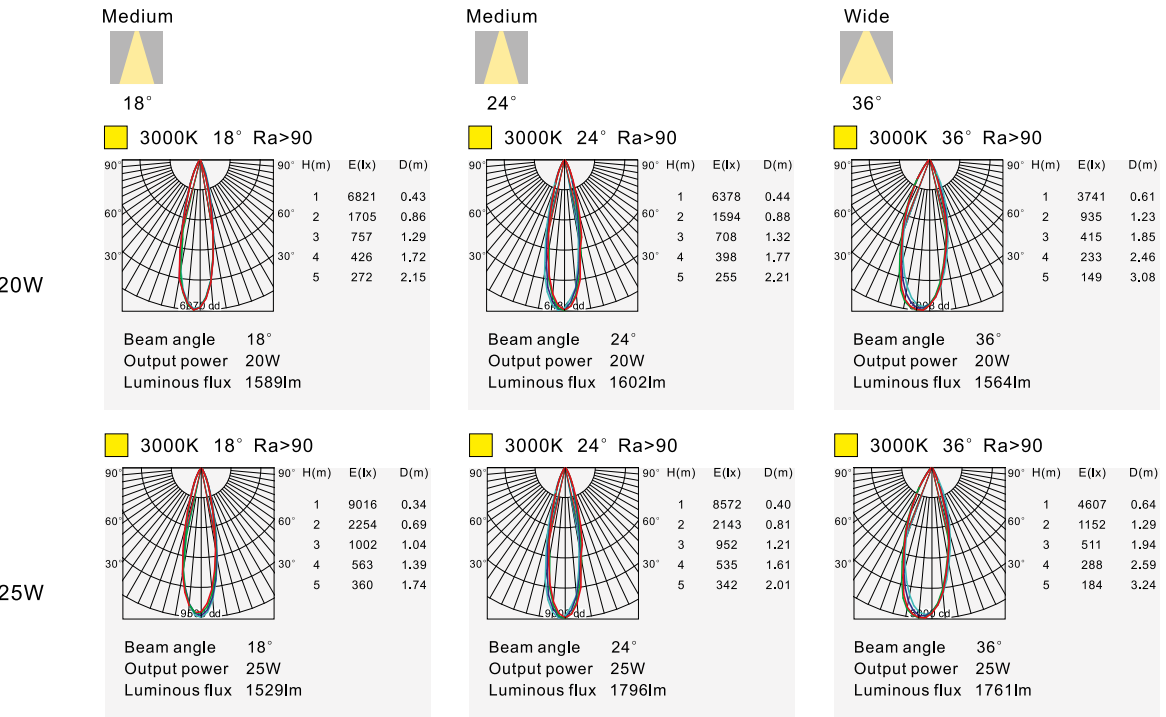 Medium
18°
Medium
24°
Wide
36°
20W
3000K 18° Ra>90
90° 90°
60° 60°
30° 30°
cd
H(m) E(lx) D(m)
1 6821 0.43
2 1705 0.86
3 757 1.29
4 426 1.72
5 272 2.15
Beam angle 18°
Output power 20W
Luminous flux 1589lm
3000K 24° Ra>90
90° 90°
60° 60°
30° 30°
cd
H(m) E(lx) D(m)
1 6378 0.44
2 1594 0.88
3 708 1.32
4 398 1.77
5 255 2.21
Beam angle 24°
Output power 20W
Luminous flux 1602lm
3000K 36° Ra>90
90° 90°
60° 60°
30° 30°
cd
H(m) E(lx) D(m)
1 3741 0.61
2 935 1.23
3 415 1.85
4 233 2.46
5 149 3.08
Beam angle 36°
Output power 20W
Luminous flux 1564lm
25W
3000K 18° Ra>90
90° 90°
60° 60°
30° 30°
cd
H(m) E(lx) D(m)
1 9016 0.34
2 2254 0.69
3 1002 1.04
4 563 1.39
5 360 1.74
Beam angle 18°
Output power 25W
Luminous flux 1529lm
3000K 24° Ra>90
90° 90°
60° 60°
30° 30°
cd
H(m) E(lx) D(m)
1 8572 0.40
2 2143 0.81
3 952 1.21
4 535 1.61
5 342 2.01
Beam angle 24°
Output power 25W
Luminous flux 1796lm
3000K 36° Ra>90
90° 90°
60° 60°
30° 30°
cd
H(m) E(lx) D(m)
1 4607 0.64
2 1152 1.29
3 511 1.94
4 288 2.59
5 184 3.24
Beam angle 36°
Output power 25W
Luminous flux 1761lm